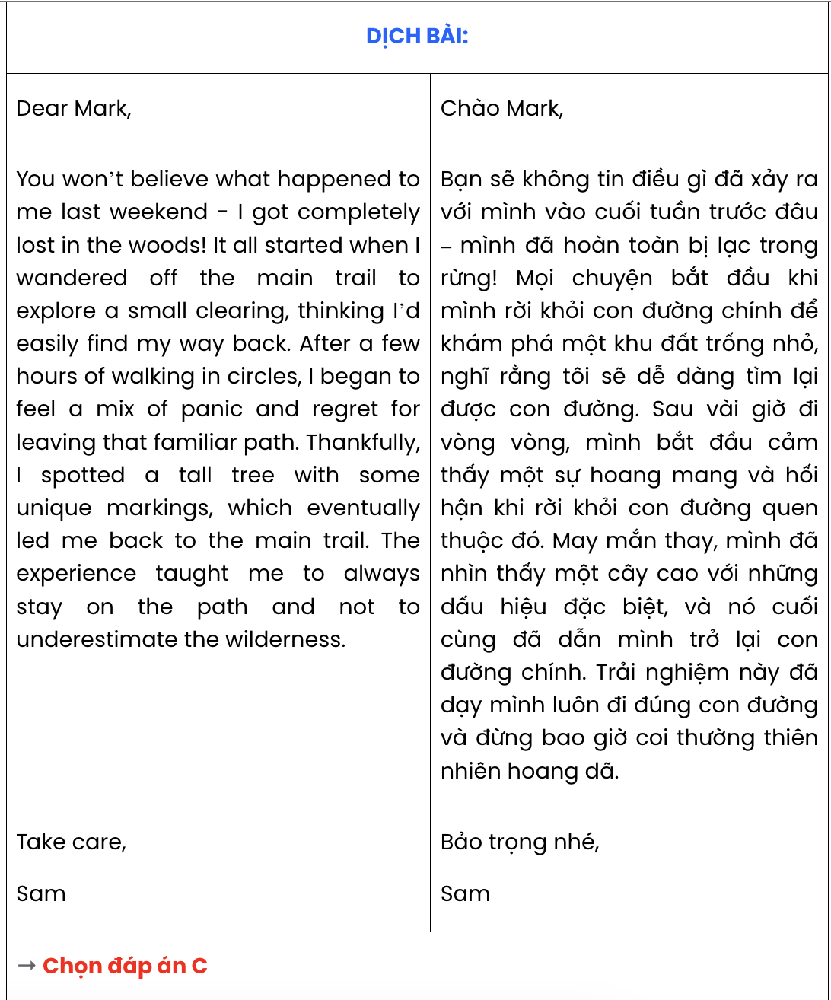 DỊCH BÀI:
Dear Mark,
You won’t believe what happened to
me last weekend - I got completely
lost in the woods! It all started when I
wandered off the main trail to
explore a small clearing, thinking I’d
easily find my way back. After a few
hours of walking in circles, I began to
feel a mix of panic and regret for
leaving that familiar path. Thankfully,
I spotted a tall tree with some
unique markings, which eventually
led me back to the main trail. The
experience taught me to always
stay on the path and not to
underestimate the wilderness.
Take care,
Sam
Chào Mark,
Bạn sẽ không tin điều gì đã xảy ra
với mình vào cuối tuần trước đâu
– mình đã hoàn toàn bị lạc trong
rừng! Mọi chuyện bắt đầu khi
mình rời khỏi con đường chính để
khám phá một khu đất trống nhỏ,
nghĩ rằng tôi sẽ dễ dàng tìm lại
được con đường. Sau vài giờ đi
vòng vòng, mình bắt đầu cảm
thấy một sự hoang mang và hối
hận khi rời khỏi con đường quen
thuộc đó. May mắn thay, mình đã
nhìn thấy một cây cao với những
dấu hiệu đặc biệt, và nó cuối
cùng đã dẫn mình trở lại con
đường chính. Trải nghiệm này đã
dạy mình luôn đi đúng con đường
và đừng bao giờ coi thường thiên
nhiên hoang dã.
Bảo trọng nhé,
Sam
→ Chọn đáp án C